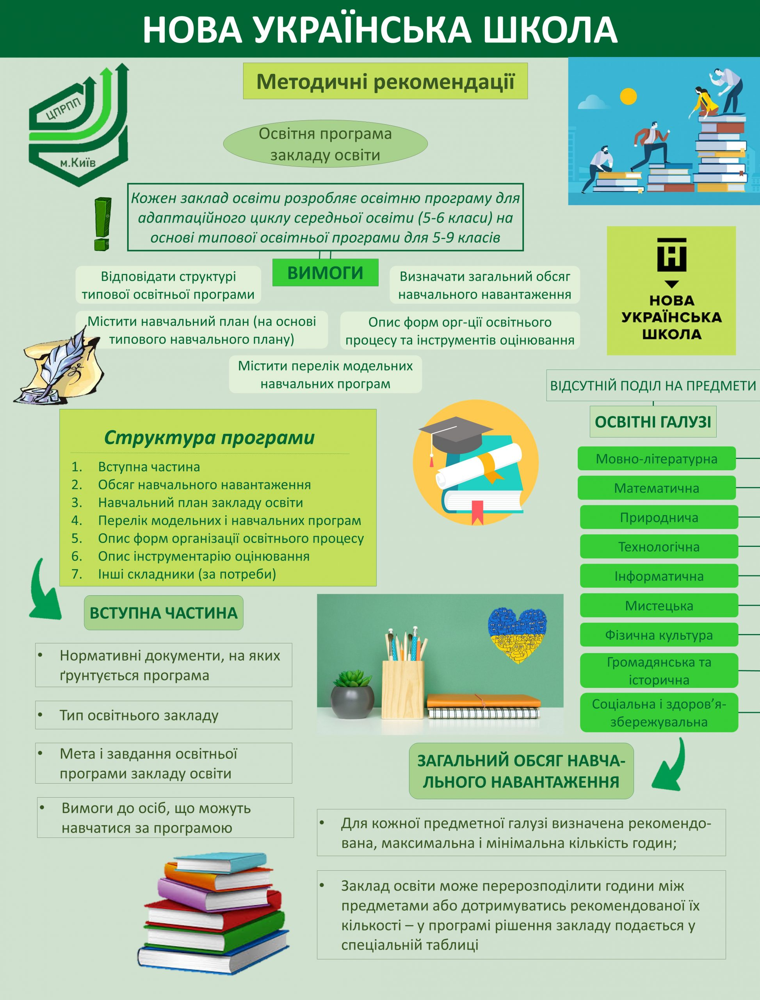 НОВА УКРАЇНСЬКА ШКОЛА
Методичні рекомендації
ЦПРПП
м.Київ
Освітня програма
закладу освіти
Кожен заклад освіти розробляє освітню програму для
адаптаційного циклу середньої освіти (5-6 класи) на
основі типової освітньої програми для 5-9 класів
ВИМОГИ
Відповідати структурі
типової освітньої програми
Визначати загальний обсяг
навчального навантаження
Містити навчальний план (на основі
типового навчального плану)
Опис форм орг-ції освітнього
процесу та інструментів оцінювання
Містити перелік модельних
навчальних програм
НОВА
УКРАЇНСЬКА
ШКОЛА
ВІДСУТНІЙ ПОДІЛ НА ПРЕДМЕТИ
ОСВІТНІ ГАЛУЗІ
Мовно-літературна
Математична
Природнича
Технологічна
Інформатична
Мистецька
Фізична культура
Громадянська та
історична
Соціальна і здоров’я-
збережувальна
Структура програми
1. Вступна частина
2. Обсяг навчального навантаження
3. Навчальний план закладу освіти
4. Перелік модельних і навчальних програм
5. Опис форм організації освітнього процесу
6. Опис інструментарію оцінювання
7. Інші складники (за потреби)
ВСТУПНА ЧАСТИНА
• Нормативні документи, на яких
ґрунтується програма
• Тип освітнього закладу
• Мета і завдання освітньої
програми закладу освіти
• Вимоги до осіб, що можуть
навчатися за програмою
ЗАГАЛЬНИЙ ОБСЯГ НАВЧА-
ЛЬНОГО НАВАНТАЖЕННЯ
• Для кожної предметної галузі визначена рекомендо-
вана, максимальна і мінімальна кількість годин;
• Заклад освіти може перерозподілити години між
предметами або дотримуватись рекомендованої їх
кількості – у програмі рішення закладу подається у
спеціальній таблиці